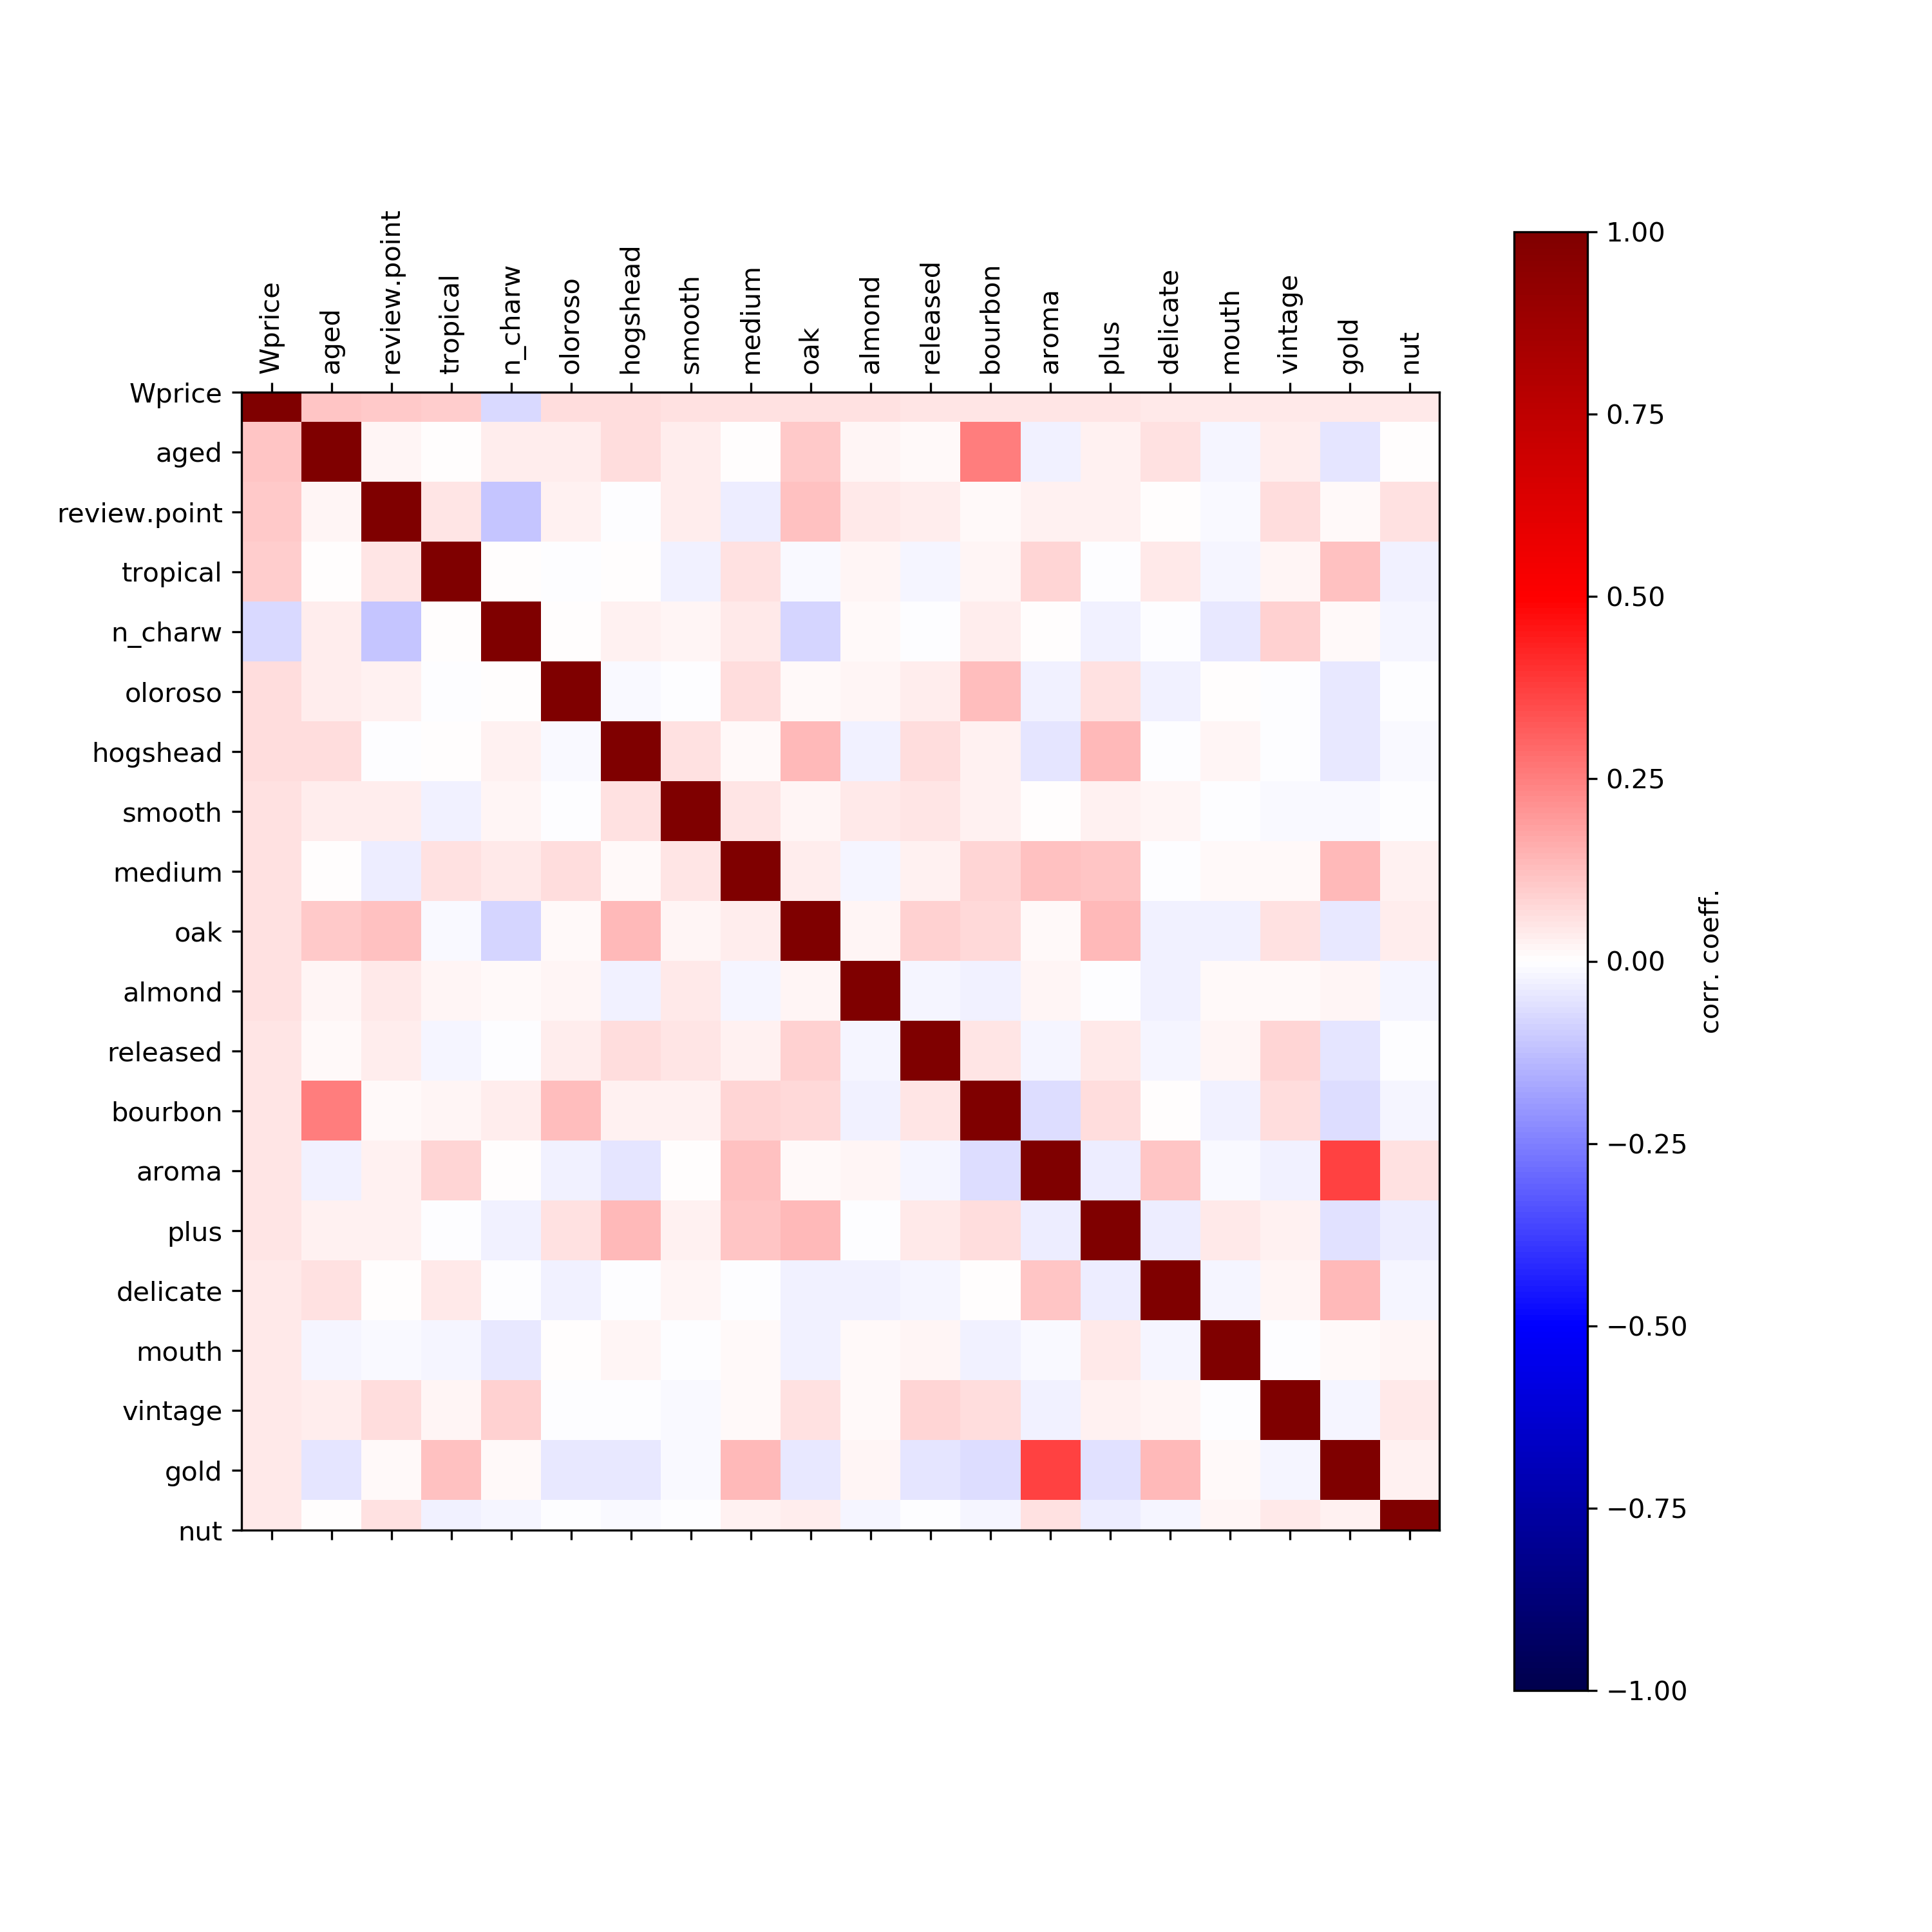 Wprice
aged
review.point
tropical
n_charw
oloroso
hogshead
smooth
medium
oak
almond
released
bourbon
aroma
plus
delicate
mouth
vintage
gold
nut
Wprice
aged
review.point
tropical
n_charw
oloroso
hogshead
smooth
medium
oak
almond
released
bourbon
aroma
plus
delicate
mouth
vintage
gold
nut
1.00
0.75
0.50
0.25
0.00
−0.25
−0.50
−0.75
−1.00
corr. coeff.